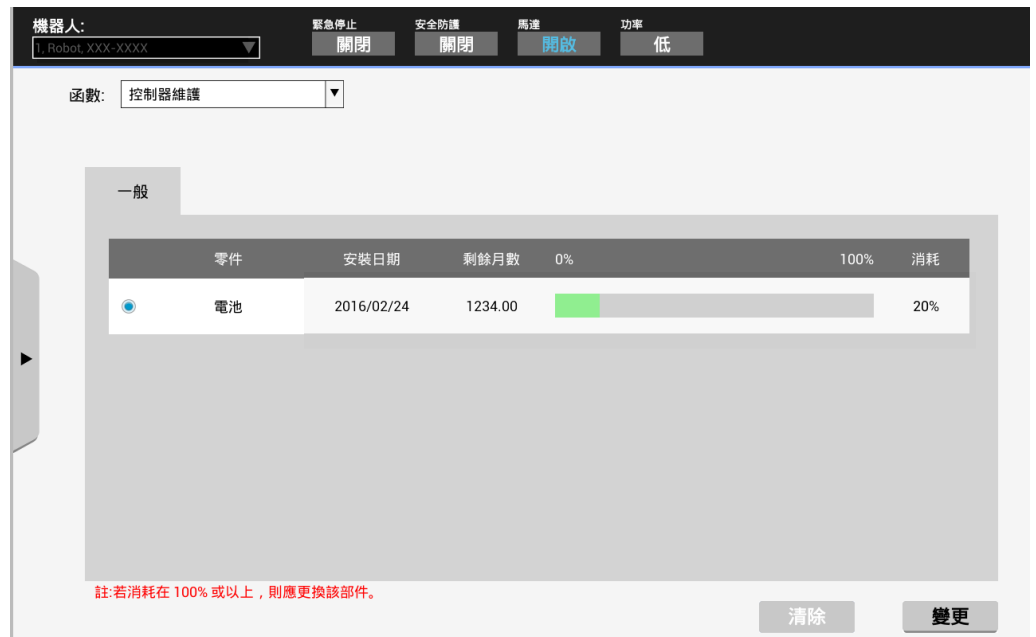 機器人:
1, Robot, XXX-XXXX
緊急停止 安全防護 馬達 功率
關閉 關閉 開啟 低
函數: 控制器維護
一般
零件 安裝日期 剩餘月數 0% 100% 消耗
電池 2016/02/24 1234.00 20%
註:若消耗在 100% 或以上，則應更換該部件。
清除 變更